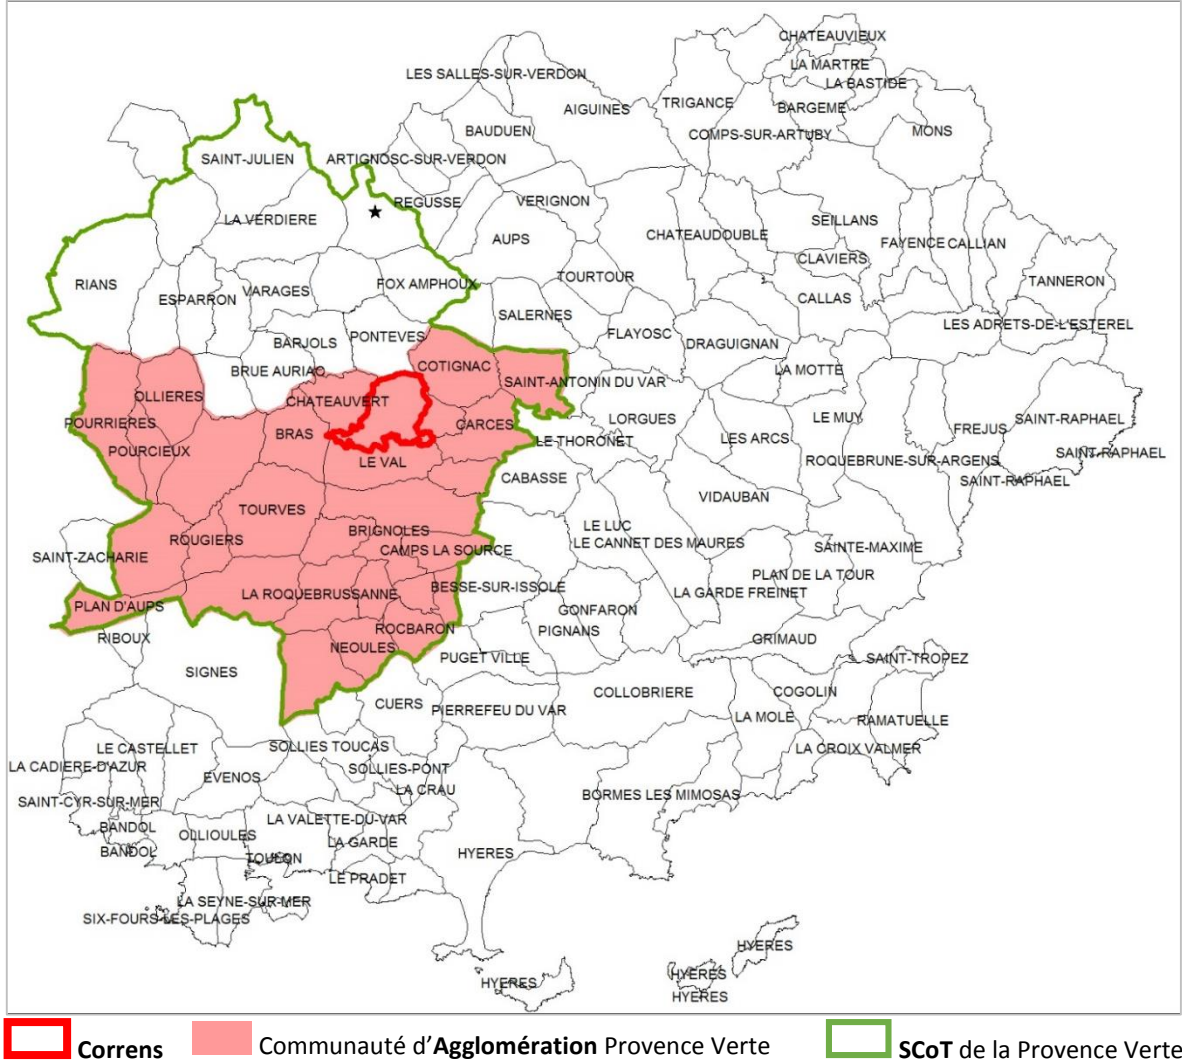 CHATEAUVIEUX
LA MARTRE
LES SALLES-SUR-VERDON
LA BASTIDE
AIGUINES
TRIGANCE
BARGEME
BAUDUEN
COMPS-SUR-ARTUBY
MONS
SAINT-JULIEN
ARTIGNOSC-SUR-VERDON
REGUSSE
VERIGNON
LA VERDIERE
SEILLANS
AUPS
CHATEAUDOUBLE
FAYENCE
CALLIAN
CLAVIERS
TOURTOUR
RIANS
FOX AMPHOUX
TANNERON
ESPARRON
VARAGES
CALLAS
SALERNES
LES ADRETS-DE-L'ESTEREL
FLAYOSC
PONTEVES
BARJOLS
DRAGUIGNAN
COTIGNAC
BRUE AURIAC
LA MOTTE
SAINT-ANTONIN DU VAR
OLLIERES
CHATEAUVERT
POURRIERES
CARCES
LORGUES
LE MUY
SAINT-RAPHAEL
FREJUS
BRAS
LE THORONET
LES ARCS
POURCIEUX
SAINT-RAPHAEL
LE VAL
ROQUEBRUNE-SUR-ARGENS
CABASSE
SAINT-RAPHAEL
VIDAUBAN
TOURVES
LE LUC
BRIGNOLES
ROUGIERS
LE CANNET DES MAURES
SAINTE-MAXIME
CAMPS LA SOURCE
SAINT-ZACHARIE
PLAN DE LA TOUR
BESSE-SUR-ISSOLE
LA ROQUEBRUSSANNE
LA GARDE FREINET
PLAN D'AUPS
GONFARON
ROCBARON
PIGNANS
RIBOUX
GRIMAUD
NEOULES
PUGET VILLE
SAINT-TROPEZ
SIGNES
COLLOBRIERE
COGOLIN
CUERS
PIERREFEU DU VAR
LA MOLE
RAMATUELLE
LE CASTELLET
SOLLIES TOUCAS
LA CROIX VALMER
LA CADIERE-D'AZUR
SOLLIES-PONT
EVENOS
LA CRAU
BORMES LES MIMOSAS
SAINT-CYR-SUR-MER
LA VALETTE-DU-VAR
BANDOL
OLLIOULES
LA GARDE
BANDOL
HYERES
TOULON
LE PRADET
LA SEYNE-SUR-MER
SIX-FOURS-LES-PLAGES
HYERES
HYERES
HYERES
HYERES
Correns
Communauté d'Agglomération Provence Verte
SCoT de la Provence Verte